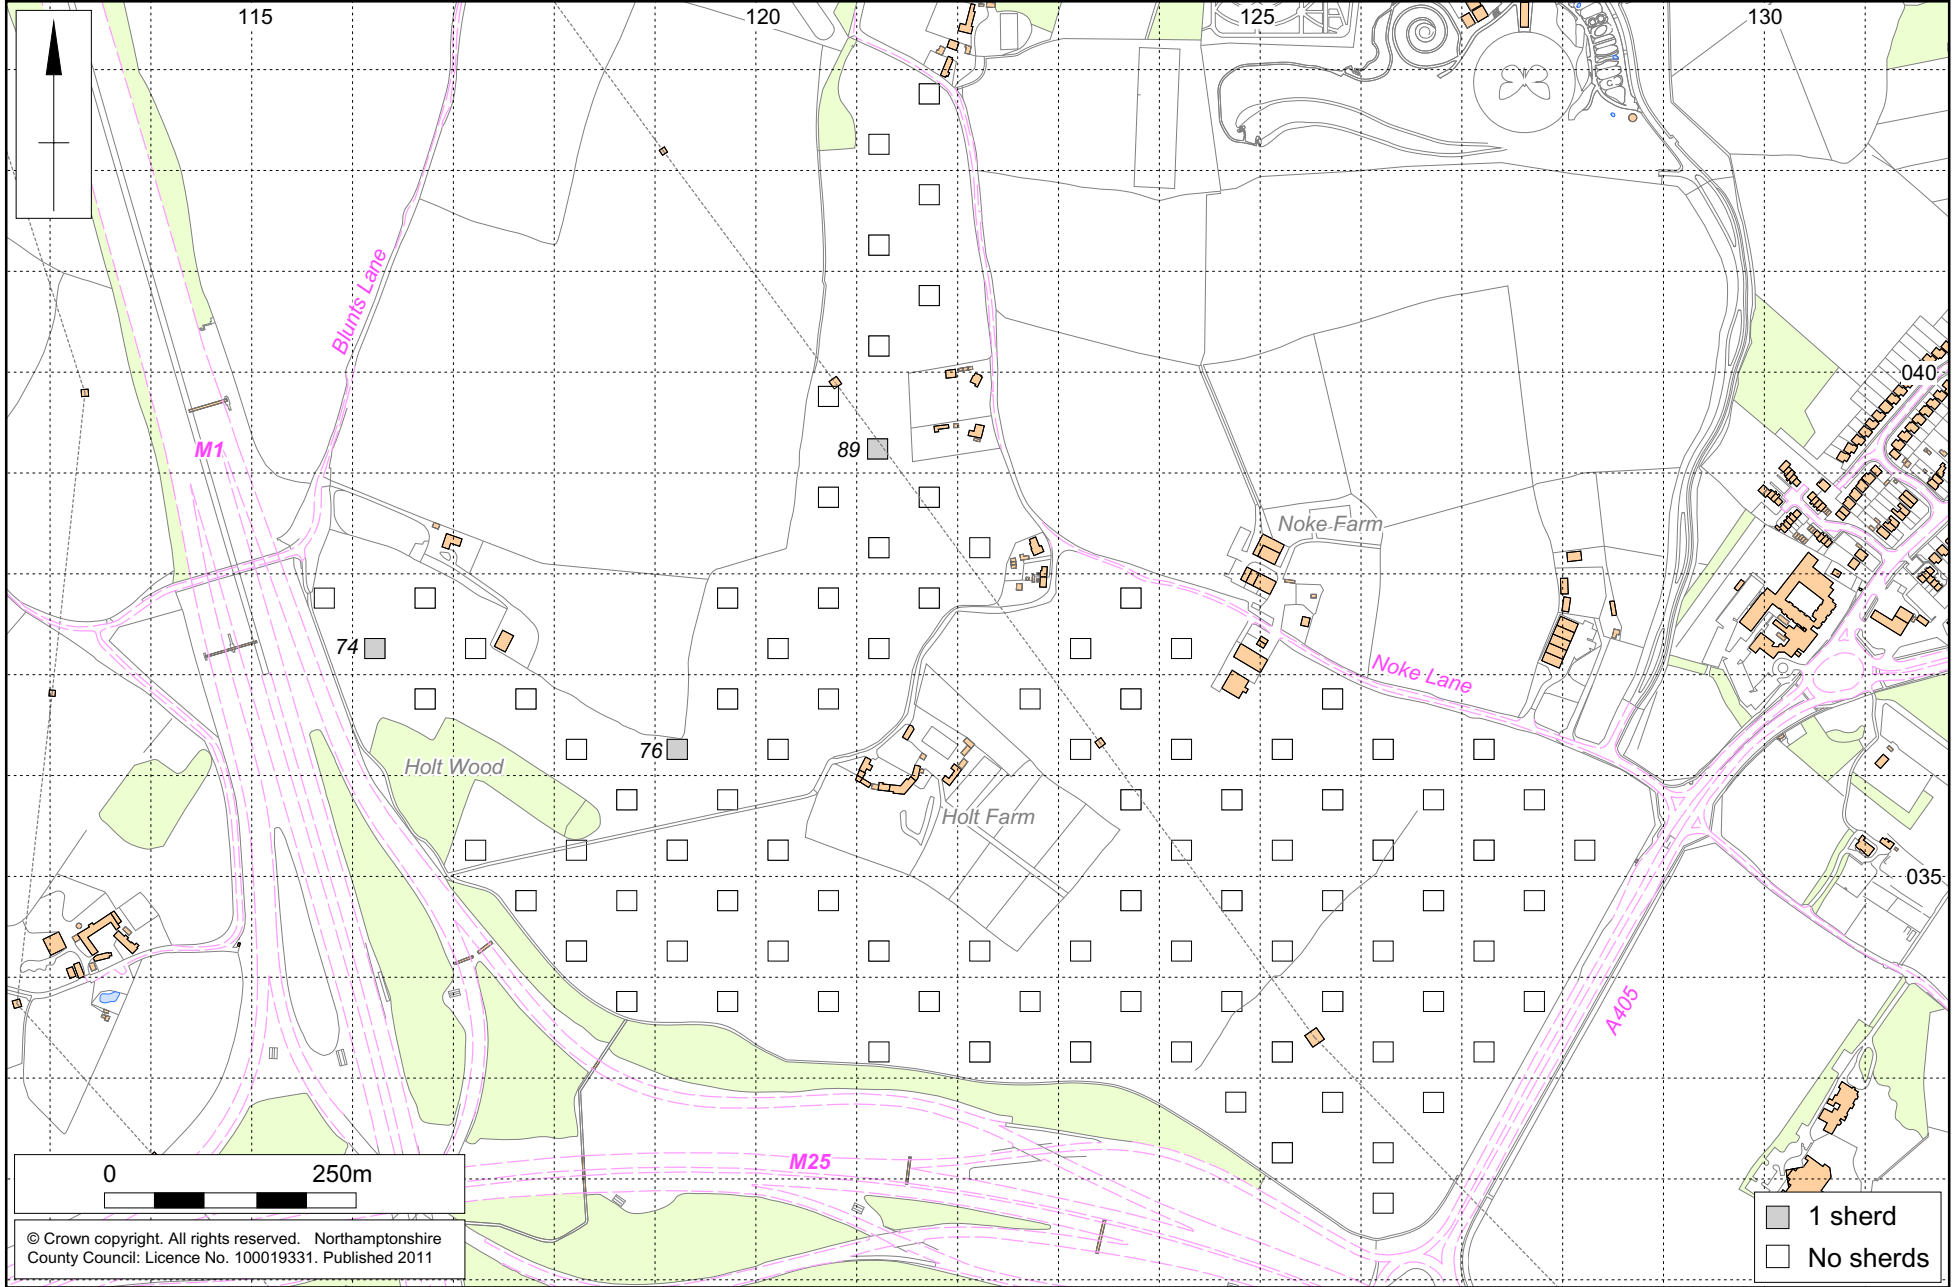 115
120
125
130
Blunts Lane
040
M1
89
Noke Farm
74
Noke Lane
76
Holt Wood
Holt Farm
035
A405
M25
0 250m
© Crown copyright. All rights reserved. Northamptonshire
County Council: Licence No. 100019331. Published 2011
1 sherd
No sherds